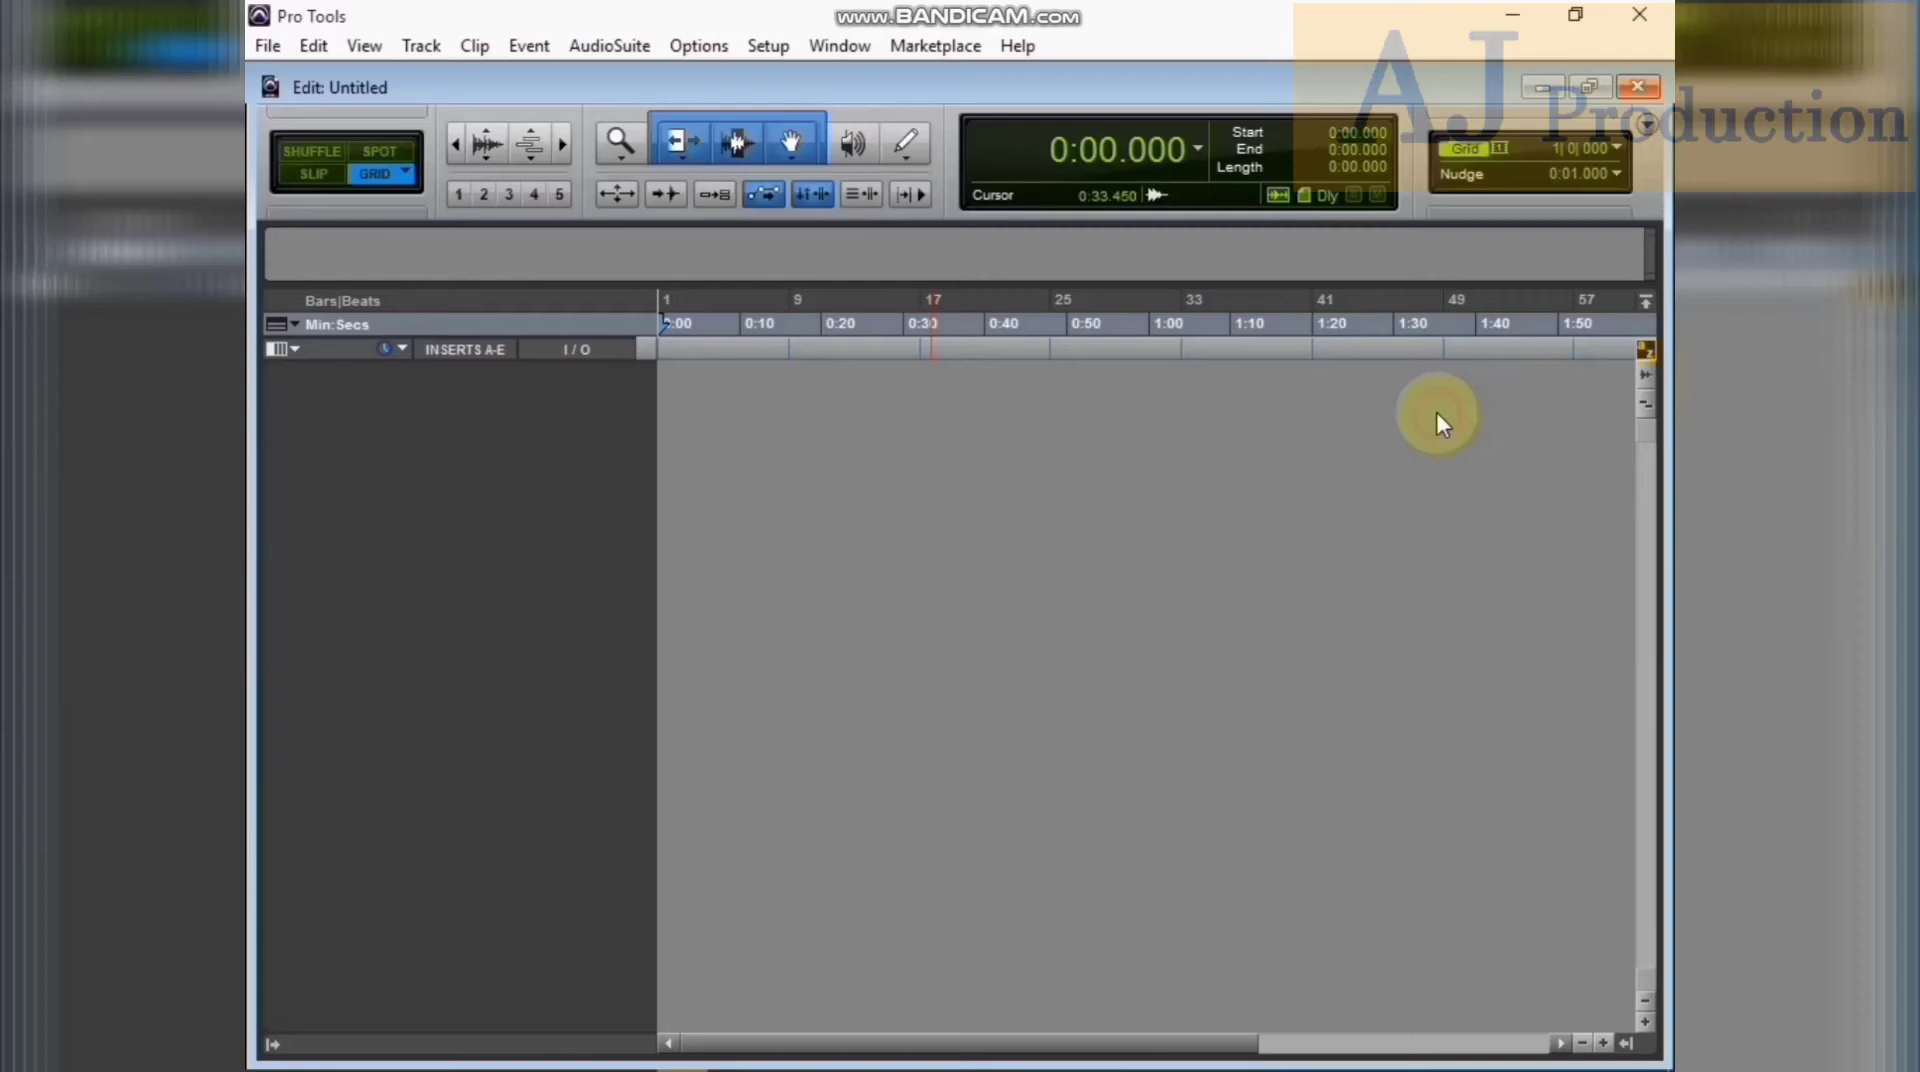 Pro Tools
www.BANDICAM.com
File Edit View Track Clip Event AudioSuite Options Setup Window Marketplace Help
AJ Production
Edit: Untitled
SHUFFLE SPOT
SLIP GRID
1 2 3 4 5
0:00.000
Start 0:00.000
End 0:00.000
Length 0:00.000
Cursor 0:33.450
Dly
Grid 1| 0| 000
Nudge 0:01.000
Bars|Beats 1 9 17 25 33 41 49 57
Min:Secs 0:00 0:10 0:20 0:30 0:40 0:50 1:00 1:10 1:20 1:30 1:40 1:50
INSERTS A-E I / O
a z